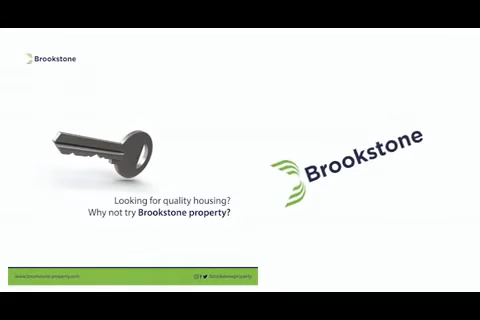 Brookstone
Looking for quality housing?
Why not try Brookstone property?
www.brookstone-property.com
/brookstoneproperty
Brookstone